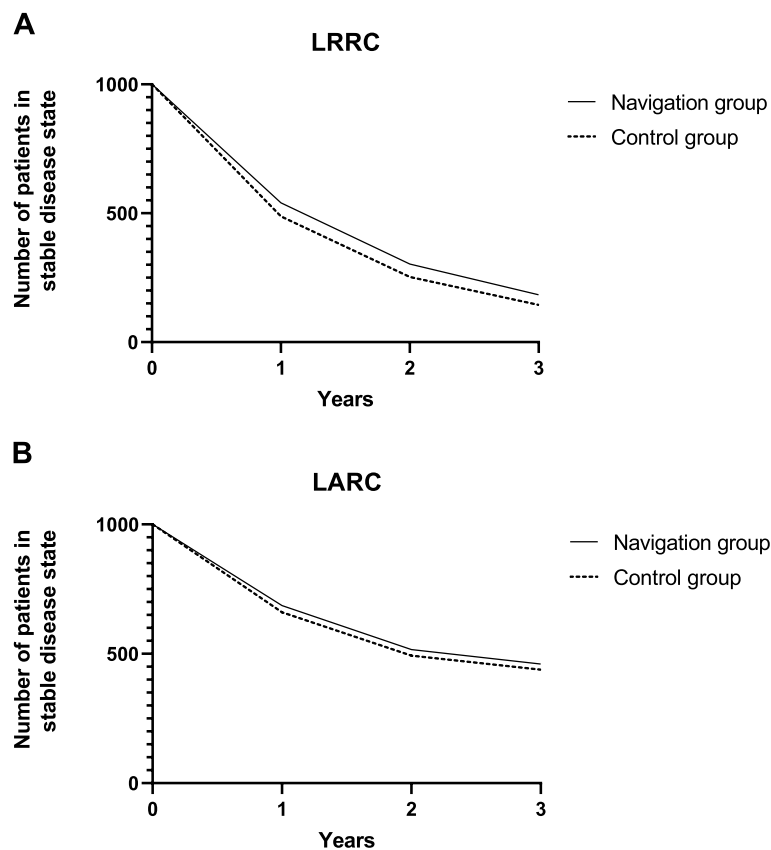 A
LRRC
Number of patients in
stable disease state
1000
500
0
0 1 2 3
Years
Navigation group
Control group
B
LARC
Number of patients in
stable disease state
1000
500
0
0 1 2 3
Years
Navigation group
Control group